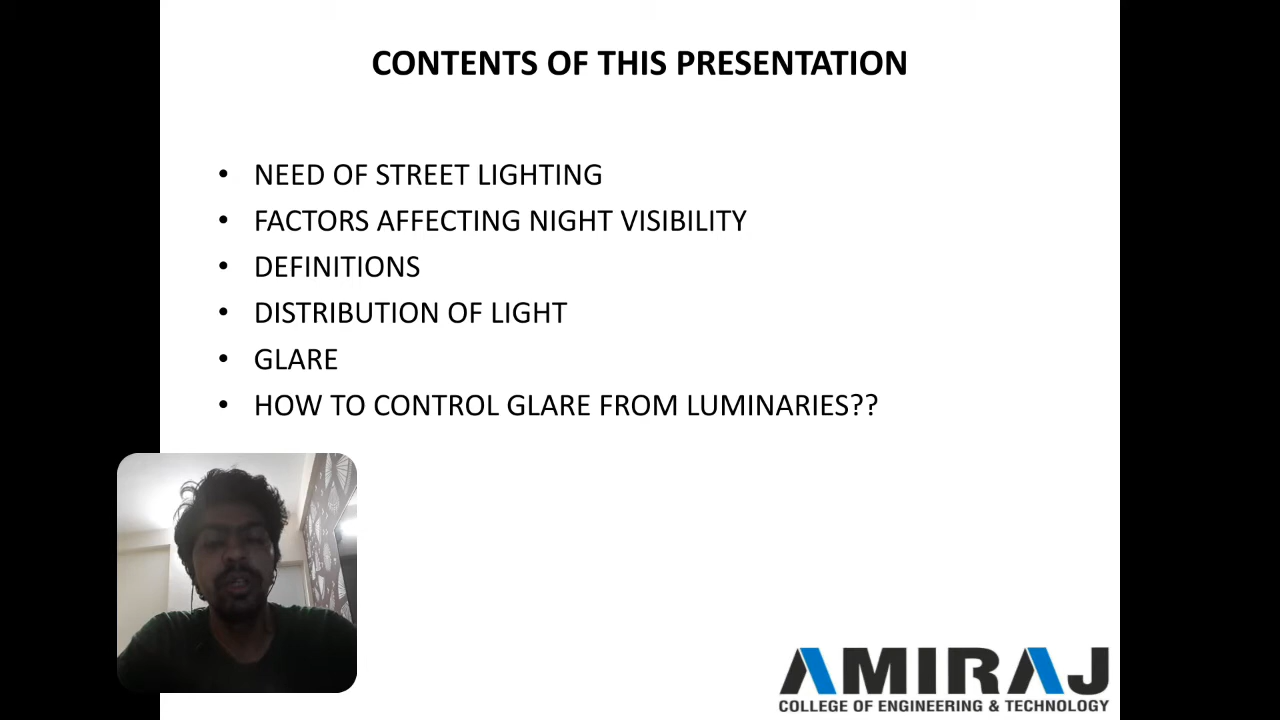 CONTENTS OF THIS PRESENTATION
• NEED OF STREET LIGHTING
• FACTORS AFFECTING NIGHT VISIBILITY
• DEFINITIONS
• DISTRIBUTION OF LIGHT
• GLARE
• HOW TO CONTROL GLARE FROM LUMINARIES??
AMIRAJ
COLLEGE OF ENGINEERING & TECHNOLOGY